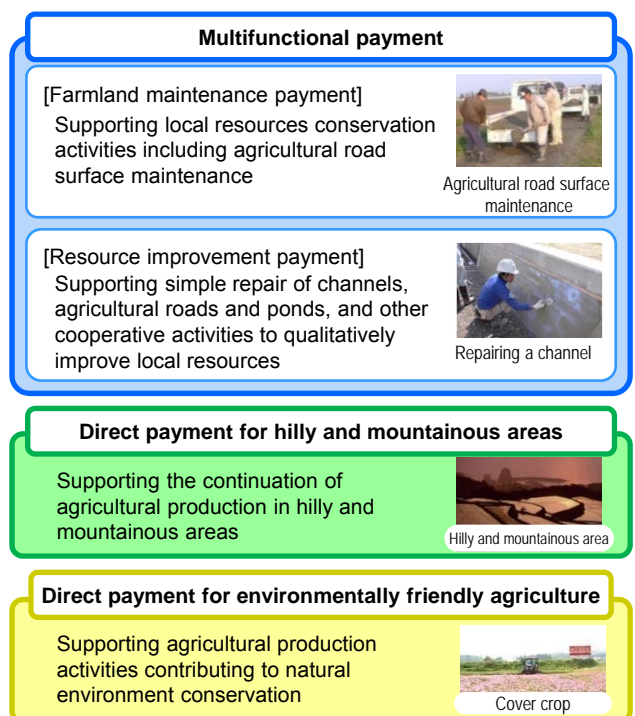 Multifunctional payment
[Farmland maintenance payment]
Supporting local resources conservation
activities including agricultural road
surface maintenance
Agricultural road surface
maintenance
[Resource improvement payment]
Supporting simple repair of channels,
agricultural roads and ponds, and other
cooperative activities to qualitatively
improve local resources
Repairing a channel
Direct payment for hilly and mountainous areas
Supporting the continuation of
agricultural production in hilly and
mountainous areas
Hilly and mountainous area
Direct payment for environmentally friendly agriculture
Supporting agricultural production
activities contributing to natural
environment conservation
Cover crop